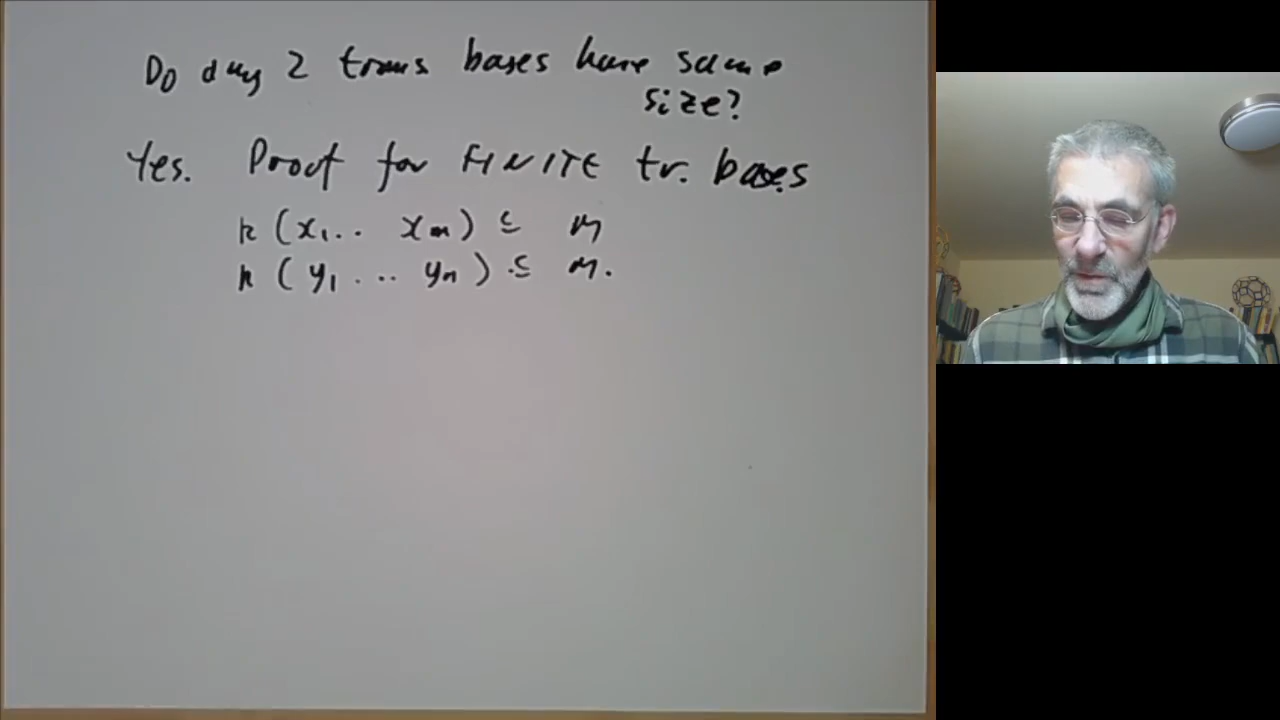 Do any 2 trans bases have same
size?
Yes. Proof for FINITE tr. bases
k (x₁.. xₘ) ⊆ M
k (y₁ ... yₙ) ⊆ M.